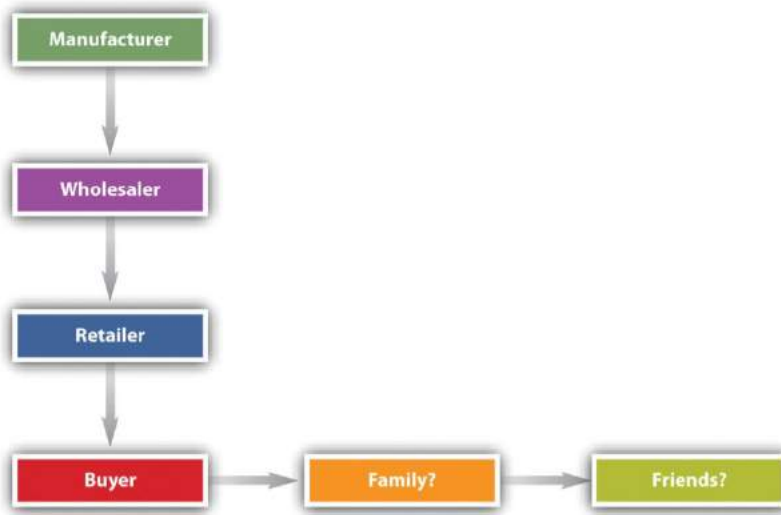 Manufacturer
Wholesaler
Retailer
Buyer
Family?
Friends?